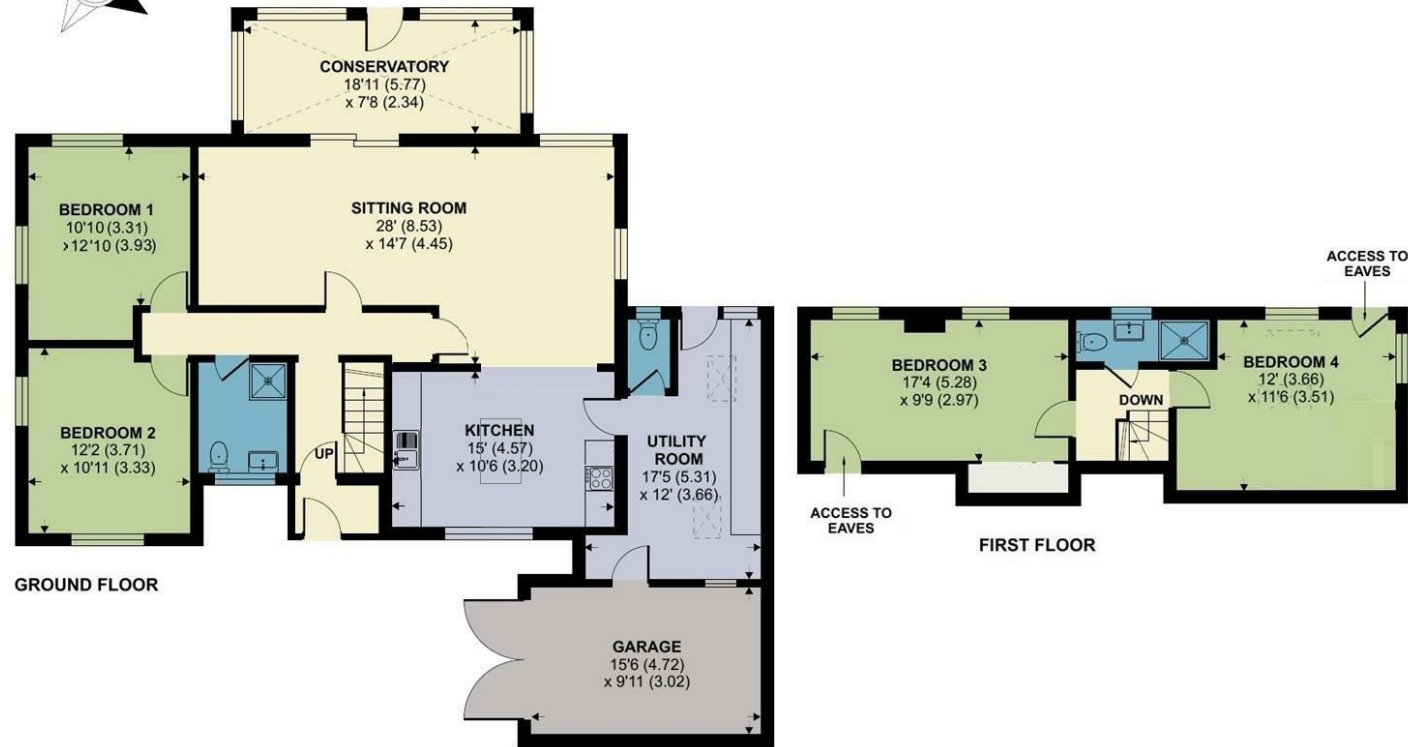 CONSERVATORY
18'11 (5.77)
x 7'8 (2.34)
BEDROOM 1
10'10 (3.31)
x 12'10 (3.93)
SITTING ROOM
28' (8.53)
x 14'7 (4.45)
BEDROOM 2
12'2 (3.71)
x 10'11 (3.33)
UP
KITCHEN
15' (4.57)
x 10'6 (3.20)
UTILITY
ROOM
17'5 (5.31)
x 12' (3.66)
GARAGE
15'6 (4.72)
x 9'11 (3.02)
GROUND FLOOR
ACCESS TO
EAVES
BEDROOM 3
17'4 (5.28)
x 9'9 (2.97)
DOWN
BEDROOM 4
12' (3.66)
x 11'6 (3.51)
ACCESS TO
EAVES
FIRST FLOOR